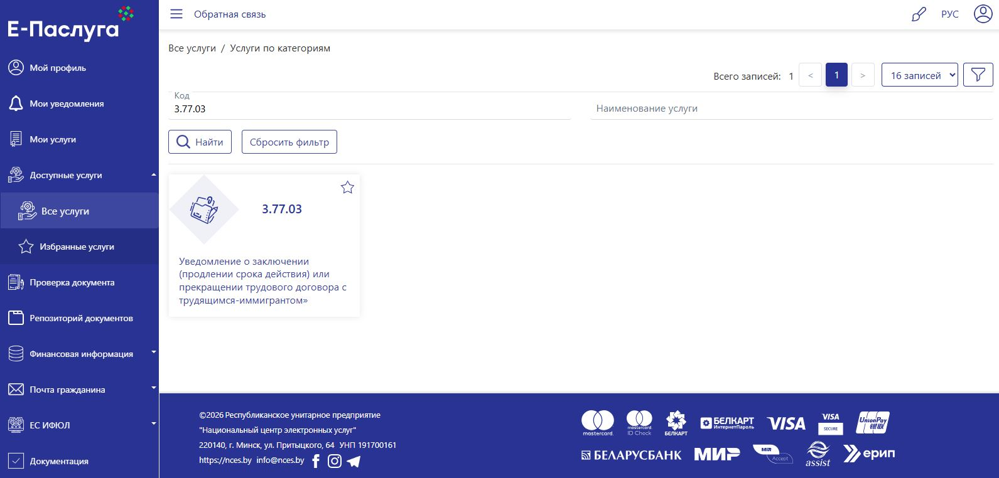 Е-Паслуга
Обратная связь
РУС
Мой профиль
Мои уведомления
Мои услуги
Доступные услуги
Все услуги
Избранные услуги
Проверка документа
Репозиторий документов
Финансовая информация
Почта гражданина
ЕС ИФЮЛ
Документация
Все услуги / Услуги по категориям
Всего записей: 1 < 1 > 16 записей
Код
3.77.03
Наименование услуги
Найти
Сбросить фильтр
3.77.03
Уведомление о заключении
(продлении срока действия) или
прекращении трудового договора с
трудящимся-иммигрантом»
©2026 Республиканское унитарное предприятие
"Национальный центр электронных услуг"
220140, г. Минск, ул. Притыцкого, 64 УНП 191700161
https://nces.by info@nces.by
mastercard.
mastercard.
ID Check
БЕЛКАРТ
БЕЛКАРТ
ИнтернетПароль
VISA
VISA
SECURE
UnionPay
银联
БЕЛАРУСБАНК
МИР
MIR
Accept
assist
ерип